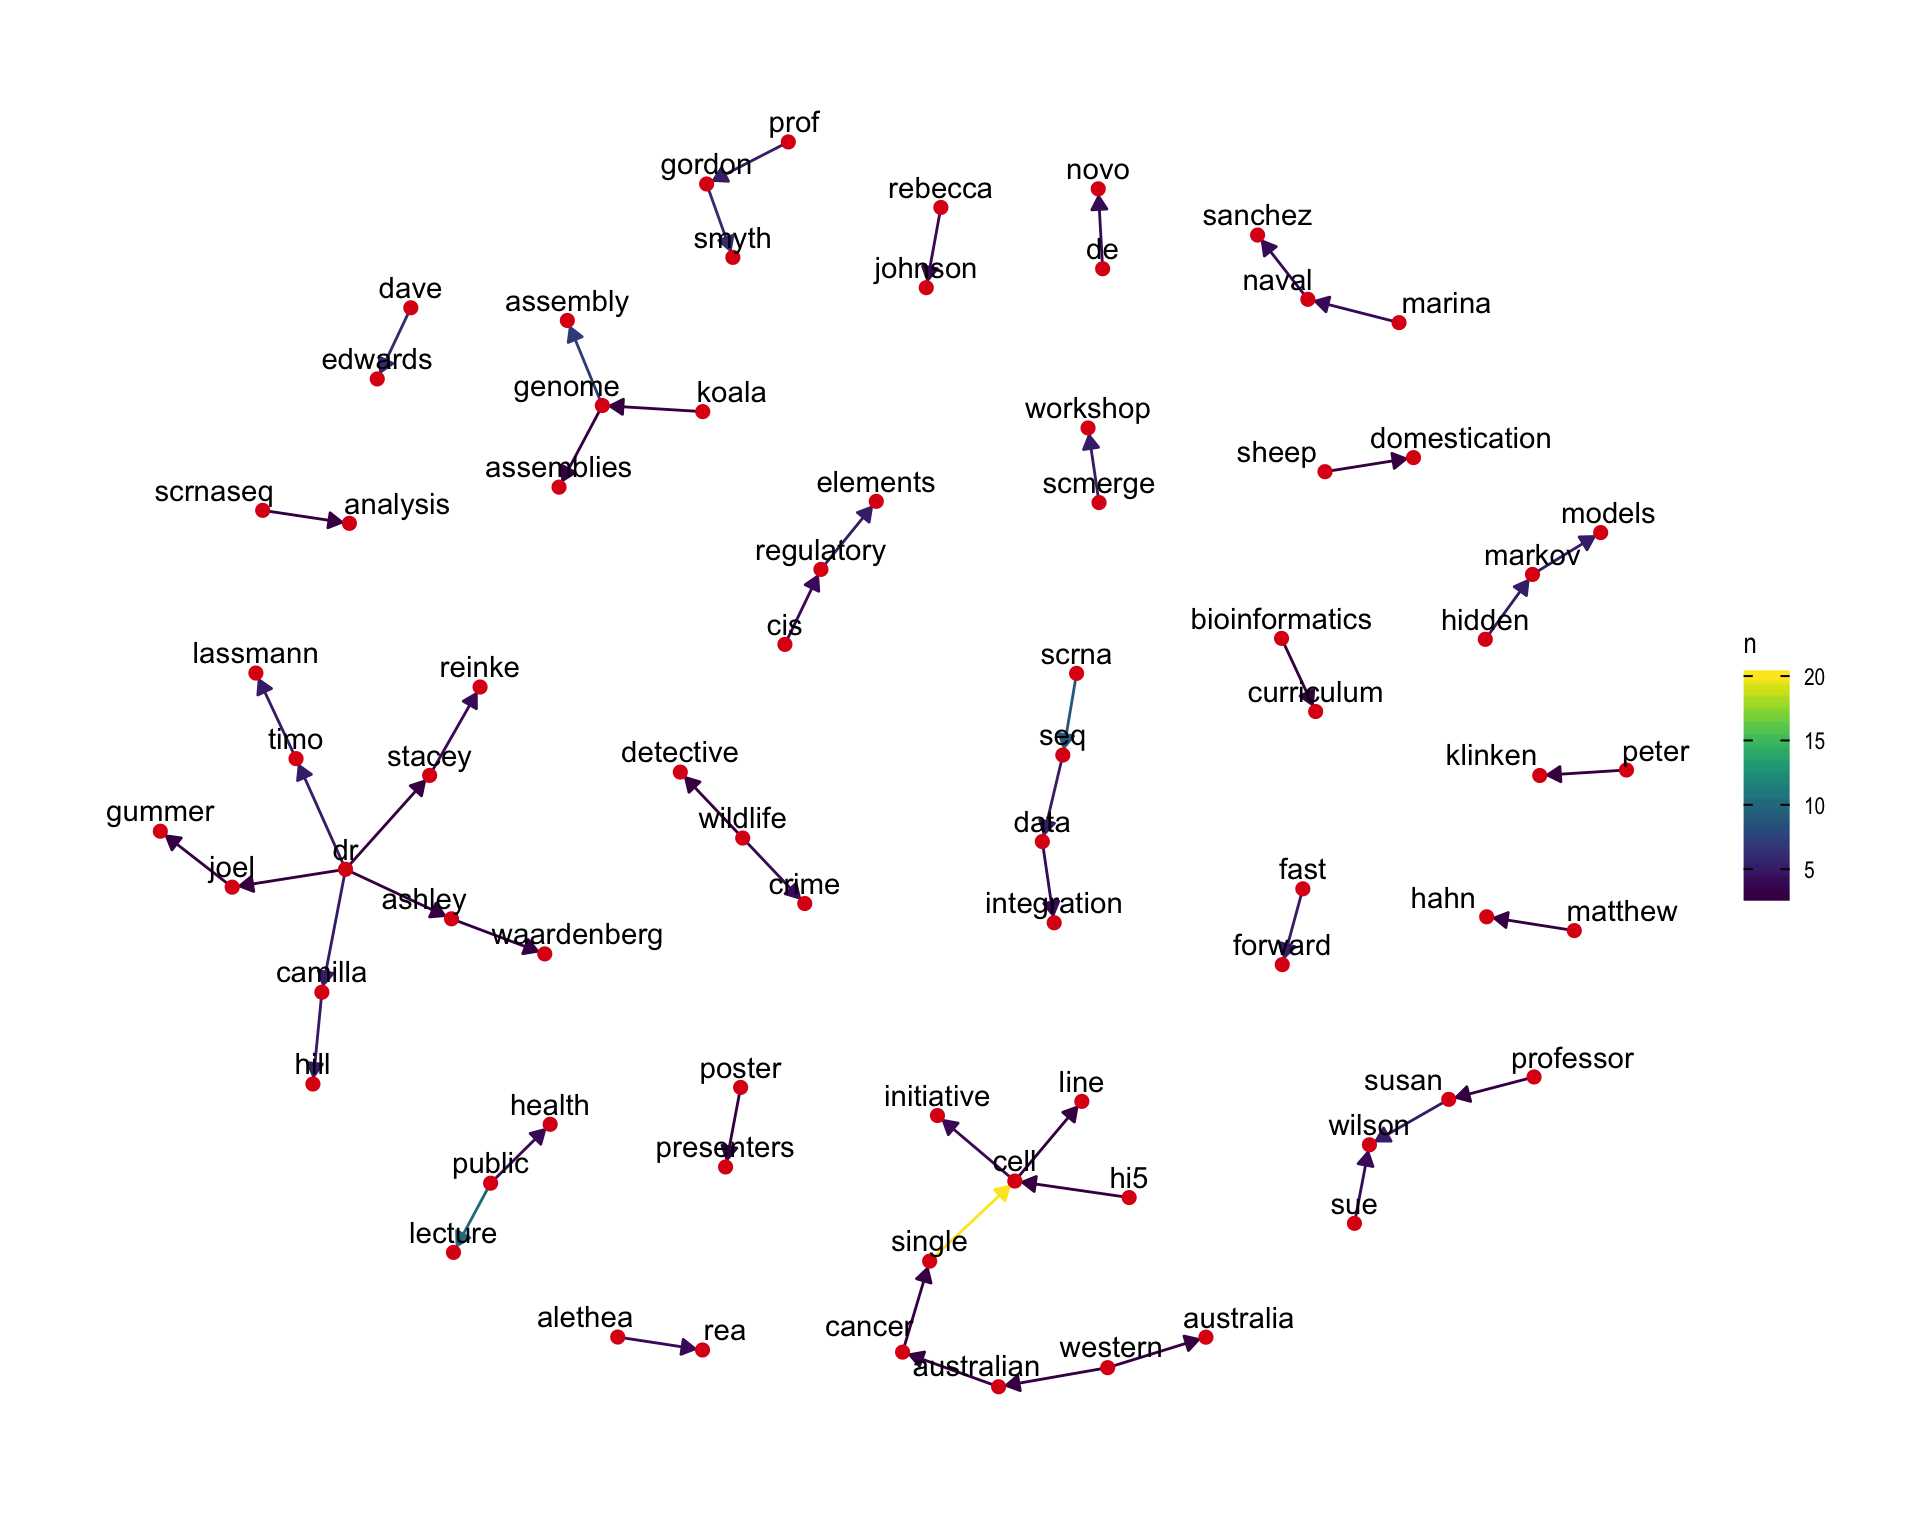 prof
gordon
smyth
rebecca
johnson
novo
de
sanchez
naval
marina
dave
edwards
assembly
genome
koala
assemblies
workshop
scmerge
sheep
domestication
scrnaseq
analysis
elements
regulatory
cis
models
markov
hidden
bioinformatics
curriculum
n
20
15
10
5
lassmann
reinke
timo
stacey
gummer
dr
joel
ashley
waardenberg
camilla
hill
detective
wildlife
crime
scrna
seq
data
integration
klinken
peter
fast
forward
hahn
matthew
health
public
lecture
poster
presenters
initiative
line
cell
hi5
single
cancer
australian
western
australia
professor
susan
wilson
sue
alethea
rea